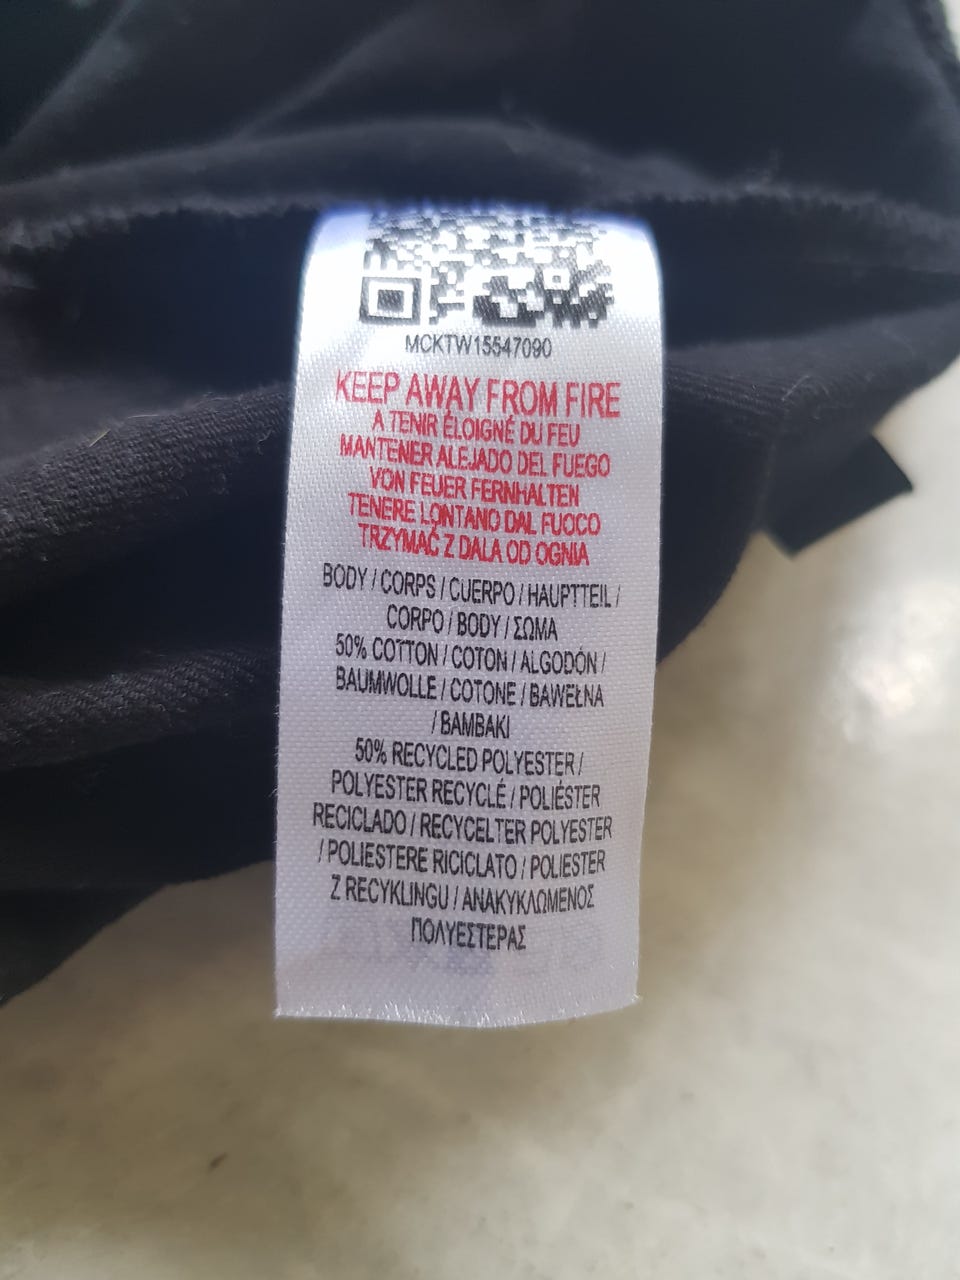 MCKTW15547090
KEEP AWAY FROM FIRE
A TENIR ÉLOIGNÉ DU FEU
MANTENER ALEJADO DEL FUEGO
VON FEUER FERNHALTEN
TENERE LONTANO DAL FUOCO
TRZYMAĆ Z DALA OD OGNIA
BODY / CORPS / CUERPO / HAUPTTEIL /
CORPO / BODY / ΣΩΜΑ
50% COTTON / COTON / ALGODÓN /
BAUMWOLLE / COTONE / BAWEŁNA
/ ΒΑΜΒΑΚΙ
50% RECYCLED POLYESTER /
POLYESTER RECYCLÉ / POLIÉSTER
RECICLADO / RECYCELTER POLYESTER
/ POLIESTERE RICICLATO / POLIESTER
Z RECYKLINGU / ΑΝΑΚΥΚΛΩΜΕΝΟΣ
ΠΟΛΥΕΣΤΕΡΑΣ